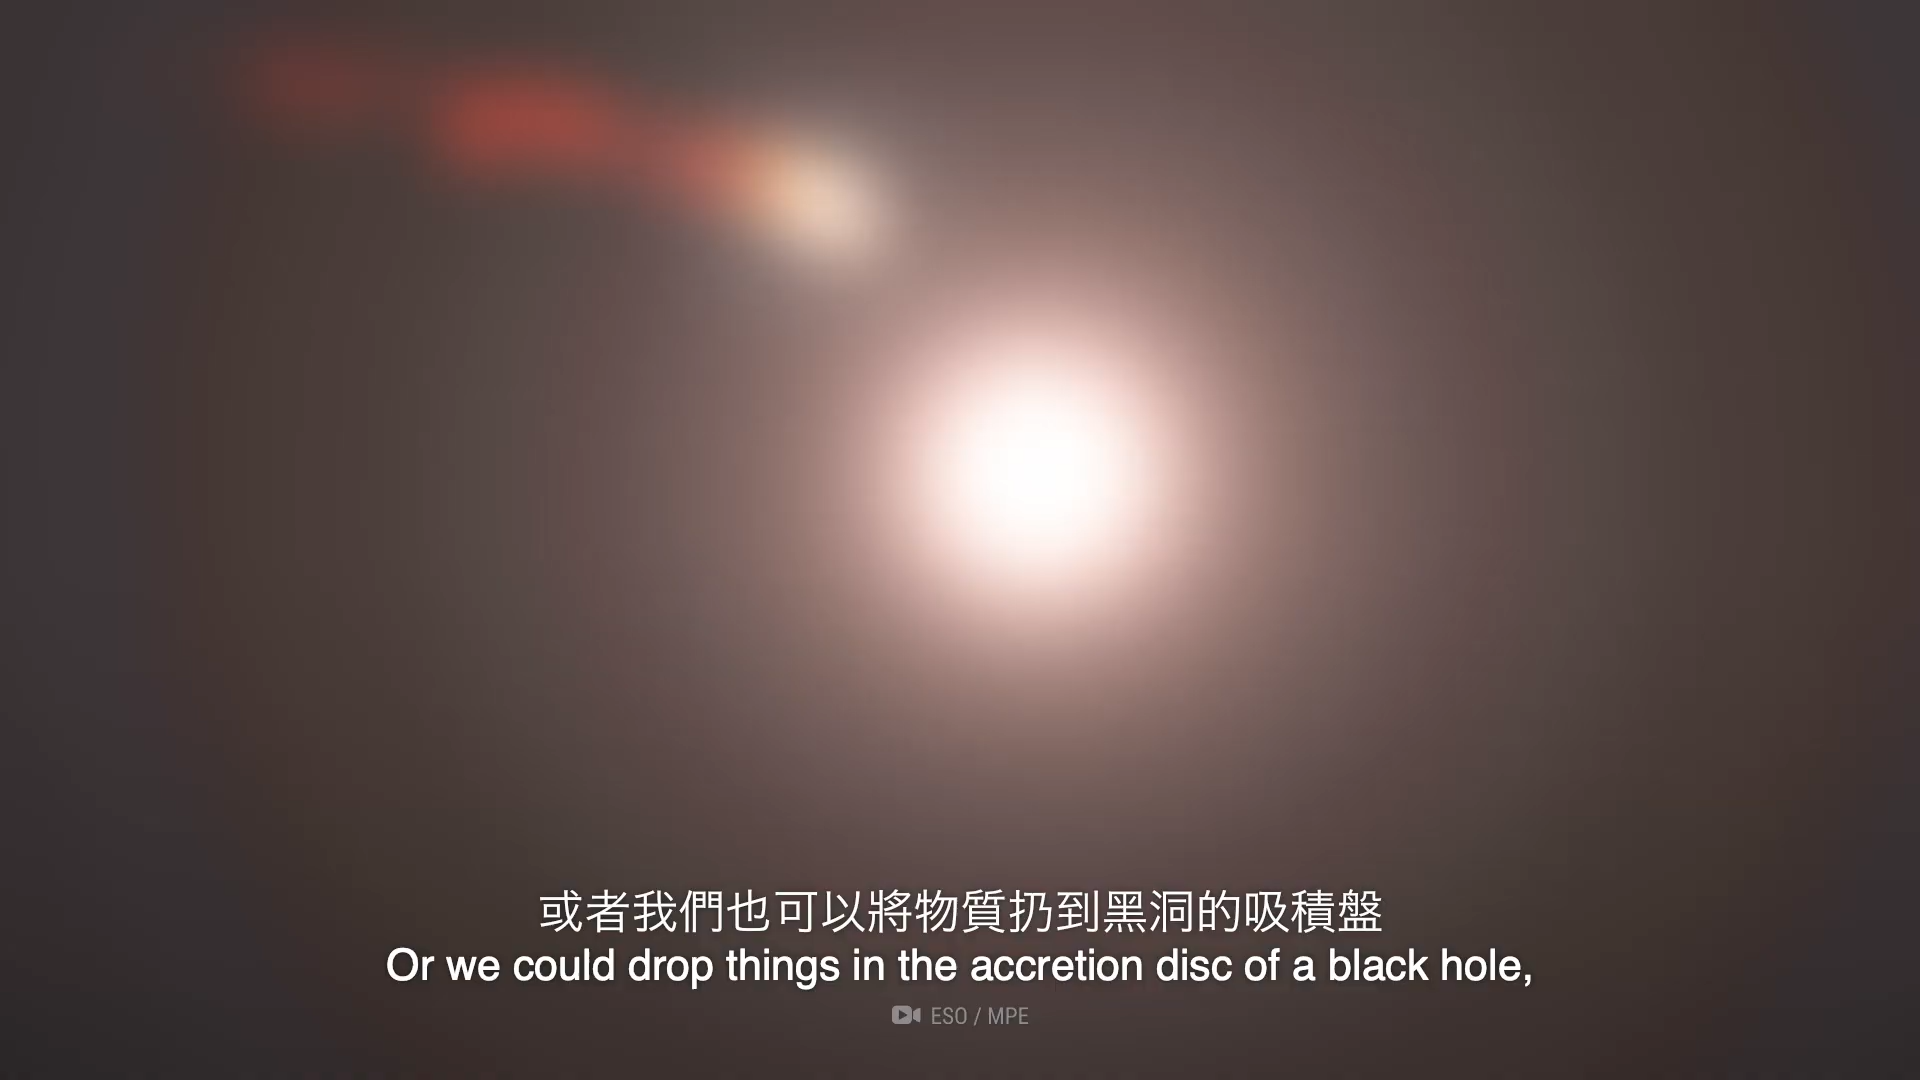 或者我們也可以將物質扔到黑洞的吸積盤
Or we could drop things in the accretion disc of a black hole,
ESO / MPE